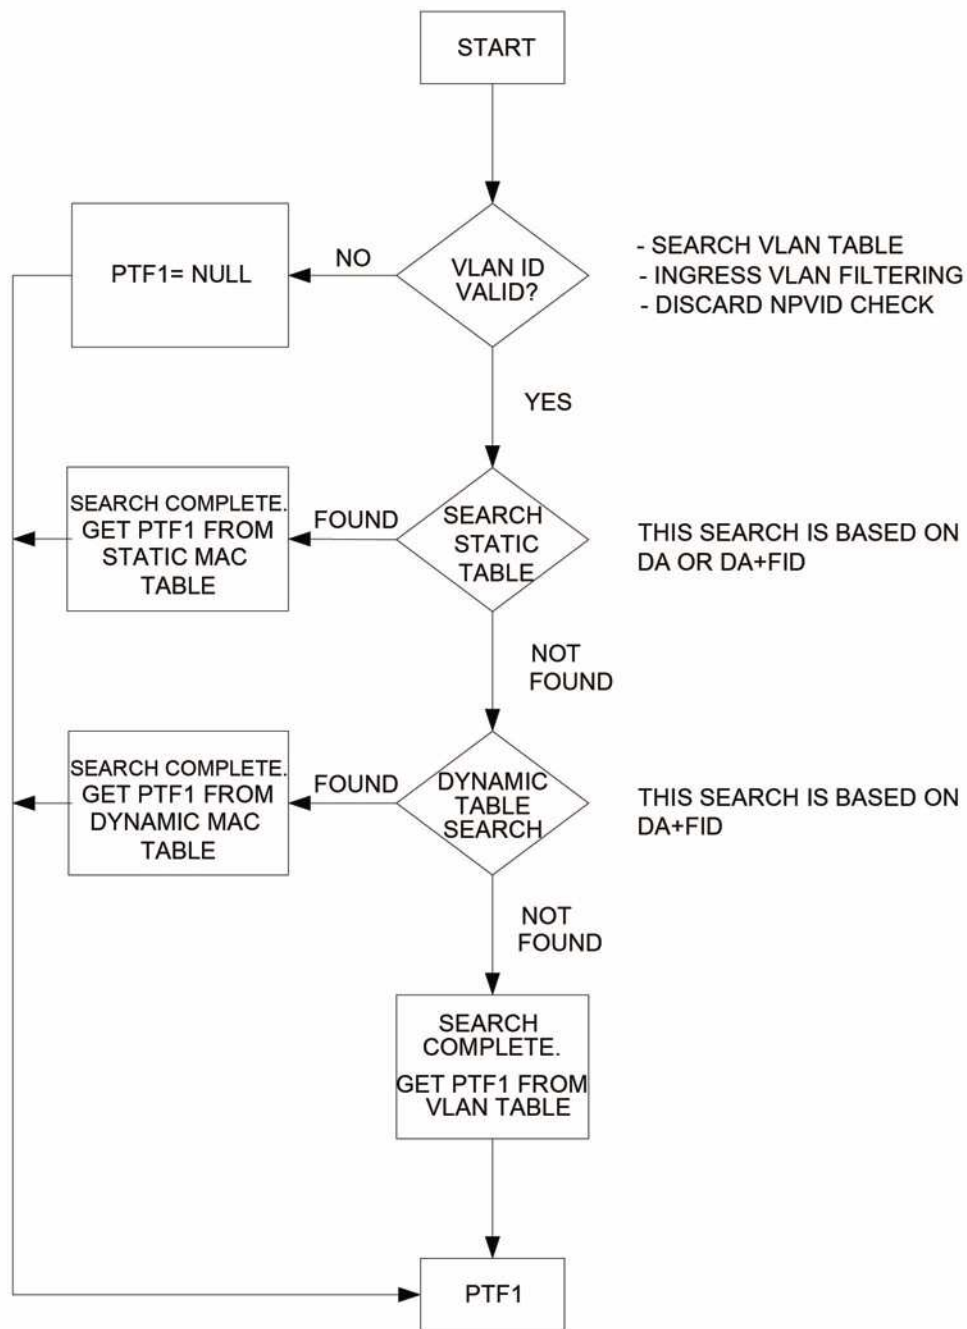 START
PTF1= NULL
NO
VLAN ID
VALID?
- SEARCH VLAN TABLE
- INGRESS VLAN FILTERING
- DISCARD NPVID CHECK
YES
SEARCH COMPLETE.
GET PTF1 FROM
STATIC MAC
TABLE
FOUND
SEARCH
STATIC
TABLE
THIS SEARCH IS BASED ON
DA OR DA+FID
NOT
FOUND
SEARCH COMPLETE.
GET PTF1 FROM
DYNAMIC MAC
TABLE
FOUND
DYNAMIC
TABLE
SEARCH
THIS SEARCH IS BASED ON
DA+FID
NOT
FOUND
SEARCH
COMPLETE.
GET PTF1 FROM
VLAN TABLE
PTF1